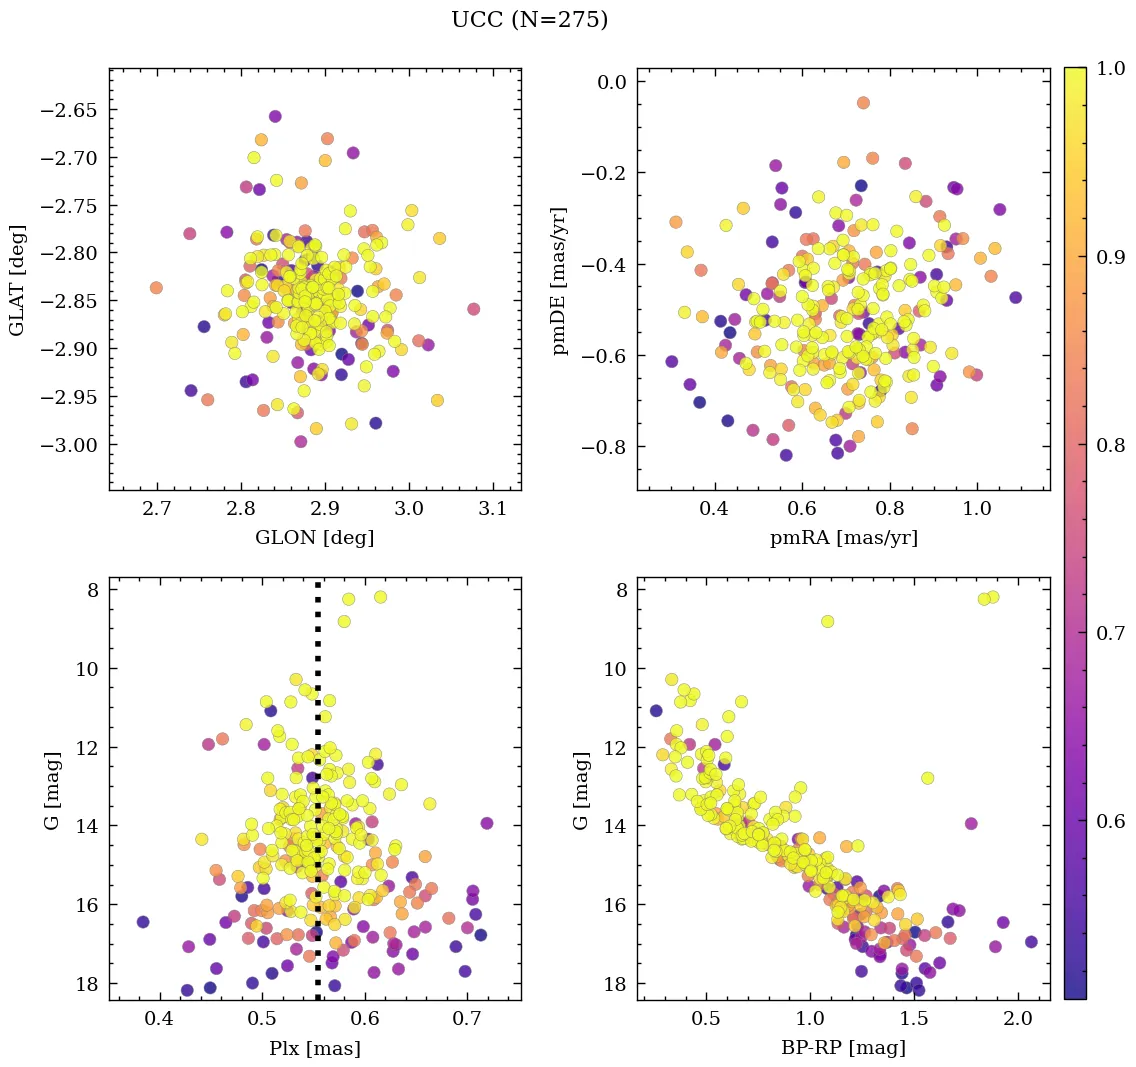 UCC (N=275)
−2.65
−2.70
−2.75
−2.80
−2.85
−2.90
−2.95
−3.00
GLAT [deg]
2.7 2.8 2.9 3.0 3.1
GLON [deg]
0.0
−0.2
−0.4
−0.6
−0.8
pmDE [mas/yr]
0.4 0.6 0.8 1.0
pmRA [mas/yr]
8
10
12
14
16
18
G [mag]
0.4 0.5 0.6 0.7
Plx [mas]
8
10
12
14
16
18
G [mag]
0.5 1.0 1.5 2.0
BP-RP [mag]
1.0
0.9
0.8
0.7
0.6